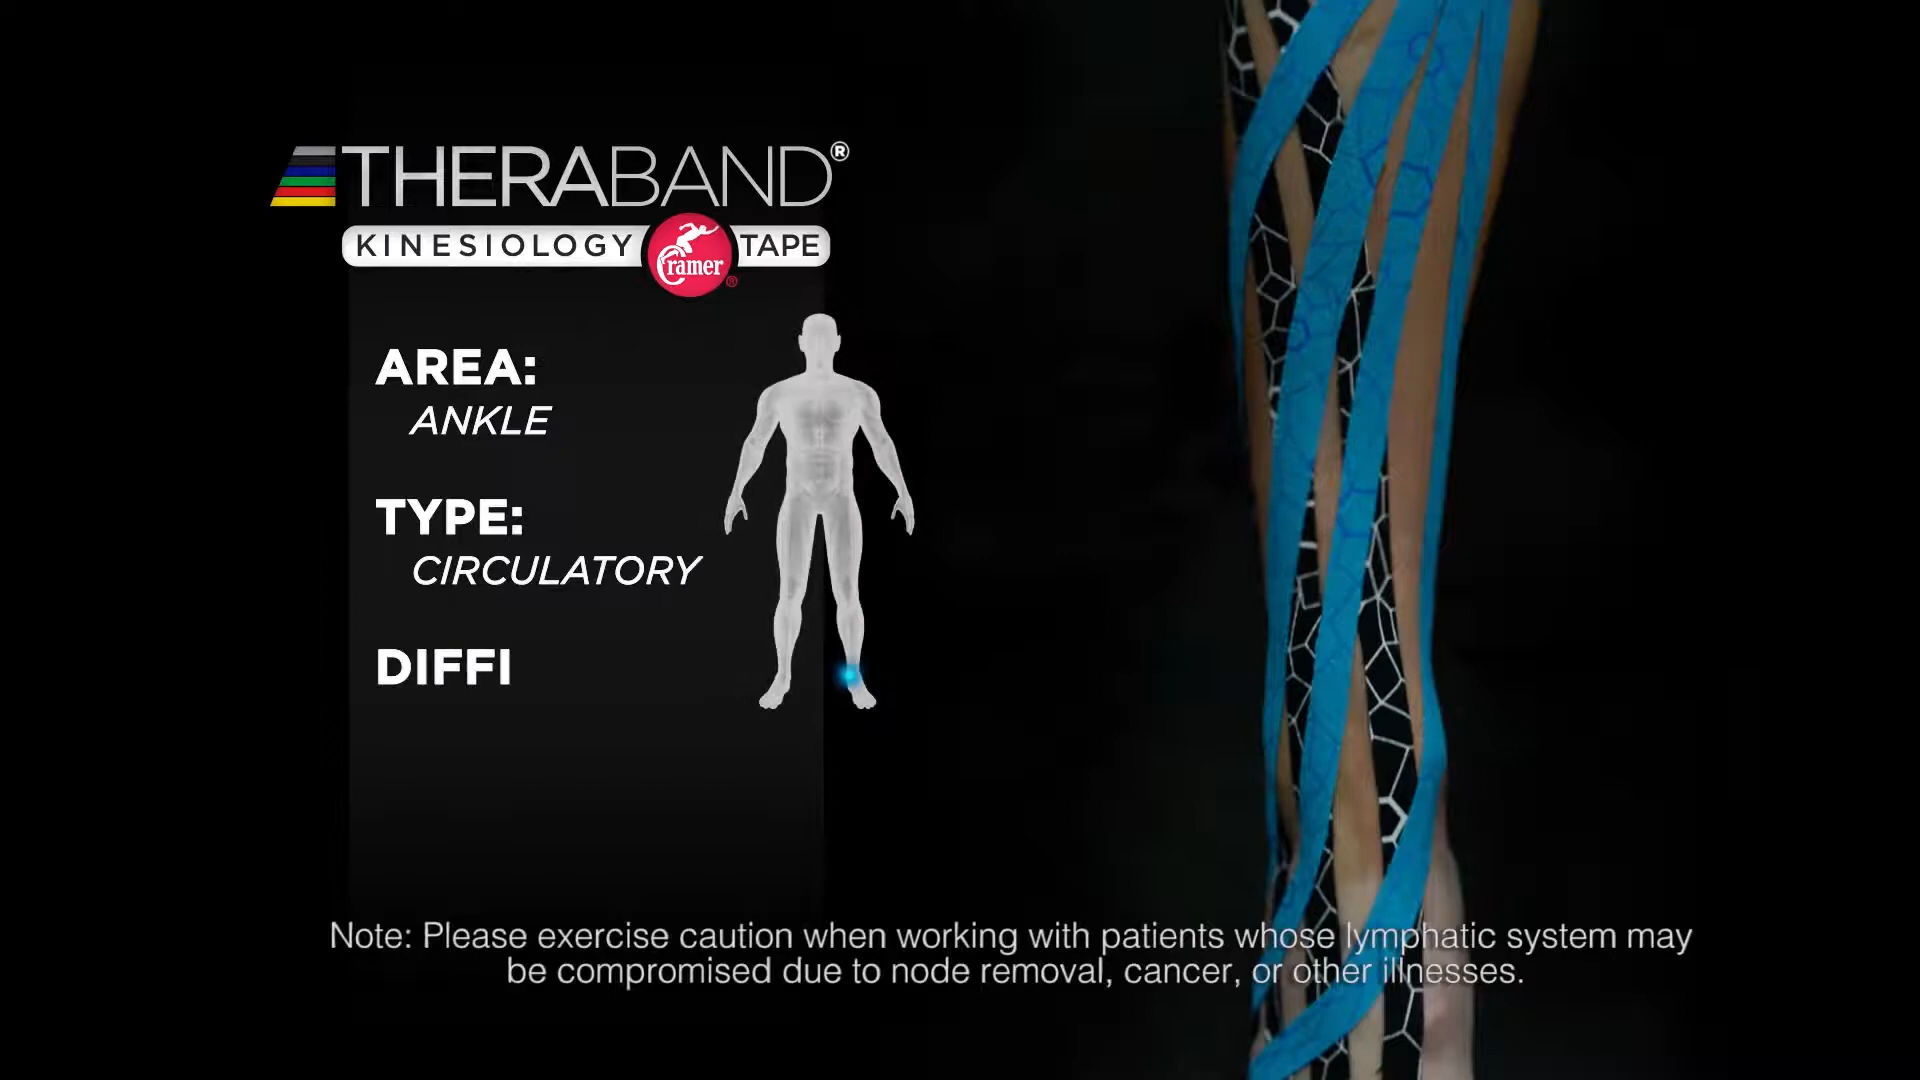 THERABAND®
KINESIOLOGY Cramer® TAPE
AREA:
ANKLE
TYPE:
CIRCULATORY
DIFFI
Note: Please exercise caution when working with patients whose lymphatic system may
be compromised due to node removal, cancer, or other illnesses.